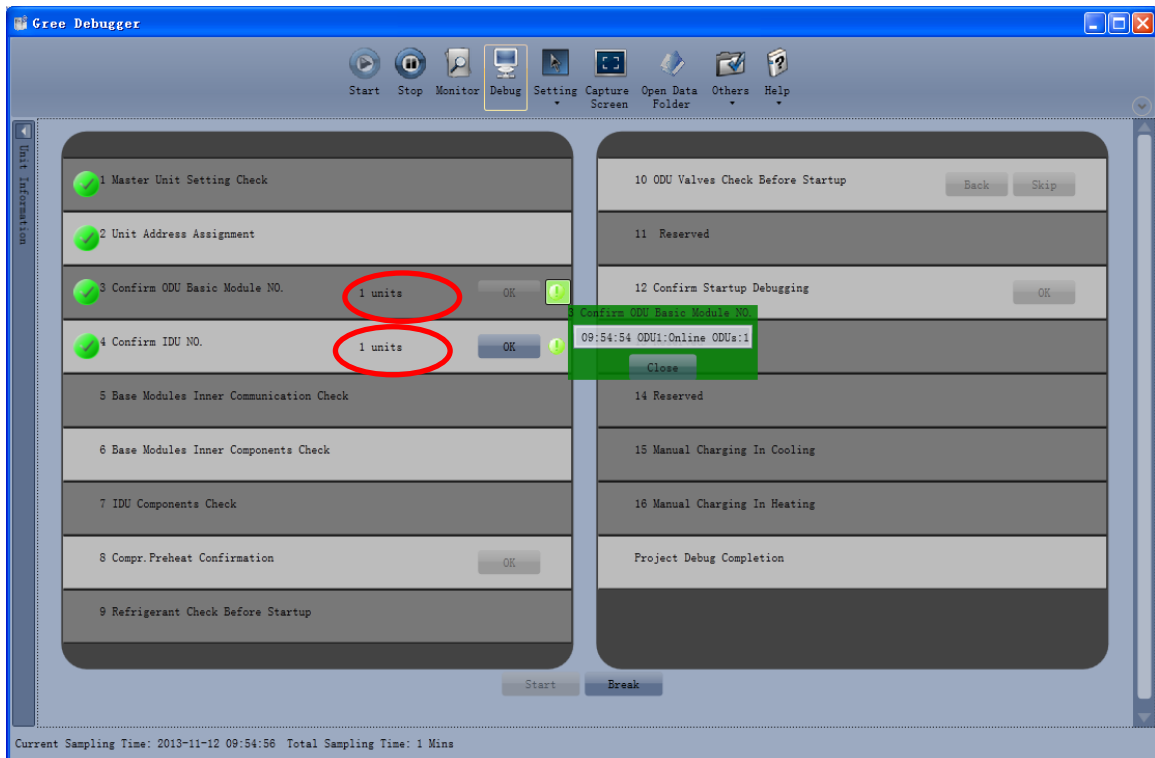 Gree Debugger
Start Stop Monitor Debug Setting Capture Screen Open Data Folder Others Help
Unit Information
1 Master Unit Setting Check
2 Unit Address Assignment
3 Confirm ODU Basic Module NO. 1 units OK
4 Confirm IDU NO. 1 units OK
5 Base Modules Inner Communication Check
6 Base Modules Inner Components Check
7 IDU Components Check
8 Compr.Preheat Confirmation OK
9 Refrigerant Check Before Startup
10 ODU Valves Check Before Startup Back Skip
11 Reserved
12 Confirm Startup Debugging OK
3 Confirm ODU Basic Module NO.
09:54:54 ODU1:Online ODUs:1
Close
14 Reserved
15 Manual Charging In Cooling
16 Manual Charging In Heating
Project Debug Completion
Start Break
Current Sampling Time: 2013-11-12 09:54:56 Total Sampling Time: 1 Mins